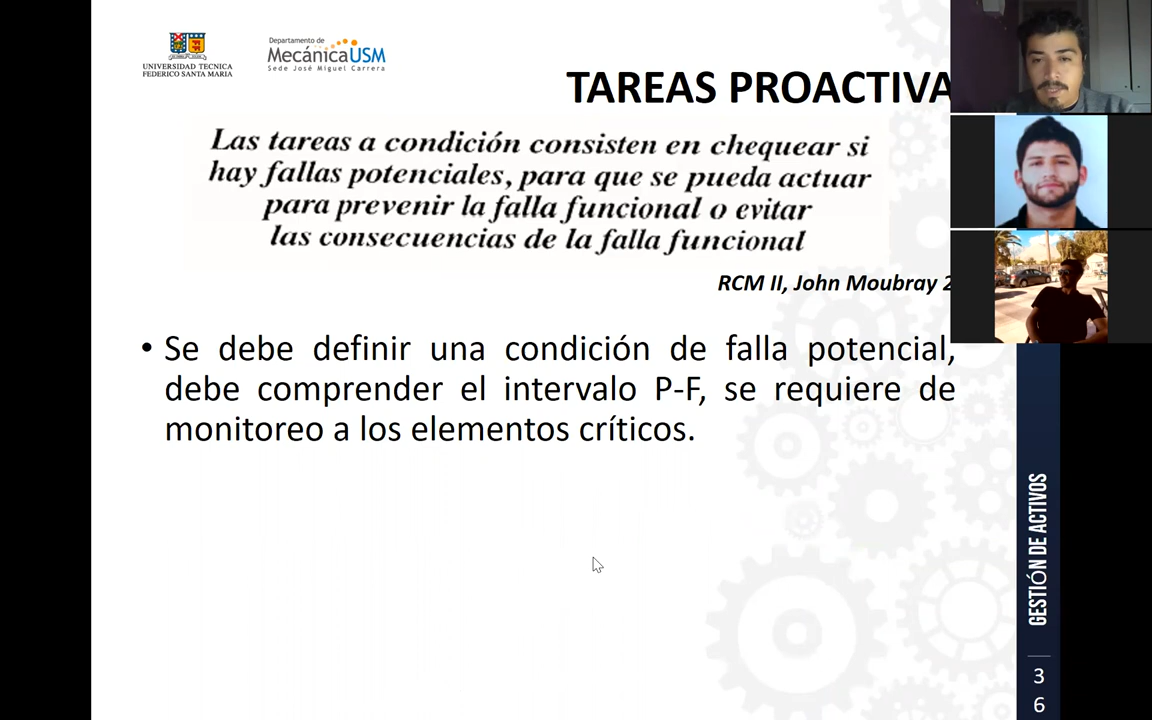 UNIVERSIDAD TECNICA
FEDERICO SANTA MARIA
Departamento de
MecánicaUSM
Sede José Miguel Carrera
TAREAS PROACTIVA
Las tareas a condición consisten en chequear si
hay fallas potenciales, para que se pueda actuar
para prevenir la falla funcional o evitar
las consecuencias de la falla funcional
RCM II, John Moubray 2
• Se debe definir una condición de falla potencial,
debe comprender el intervalo P-F, se requiere de
monitoreo a los elementos críticos.
GESTIÓN DE ACTIVOS
3
6